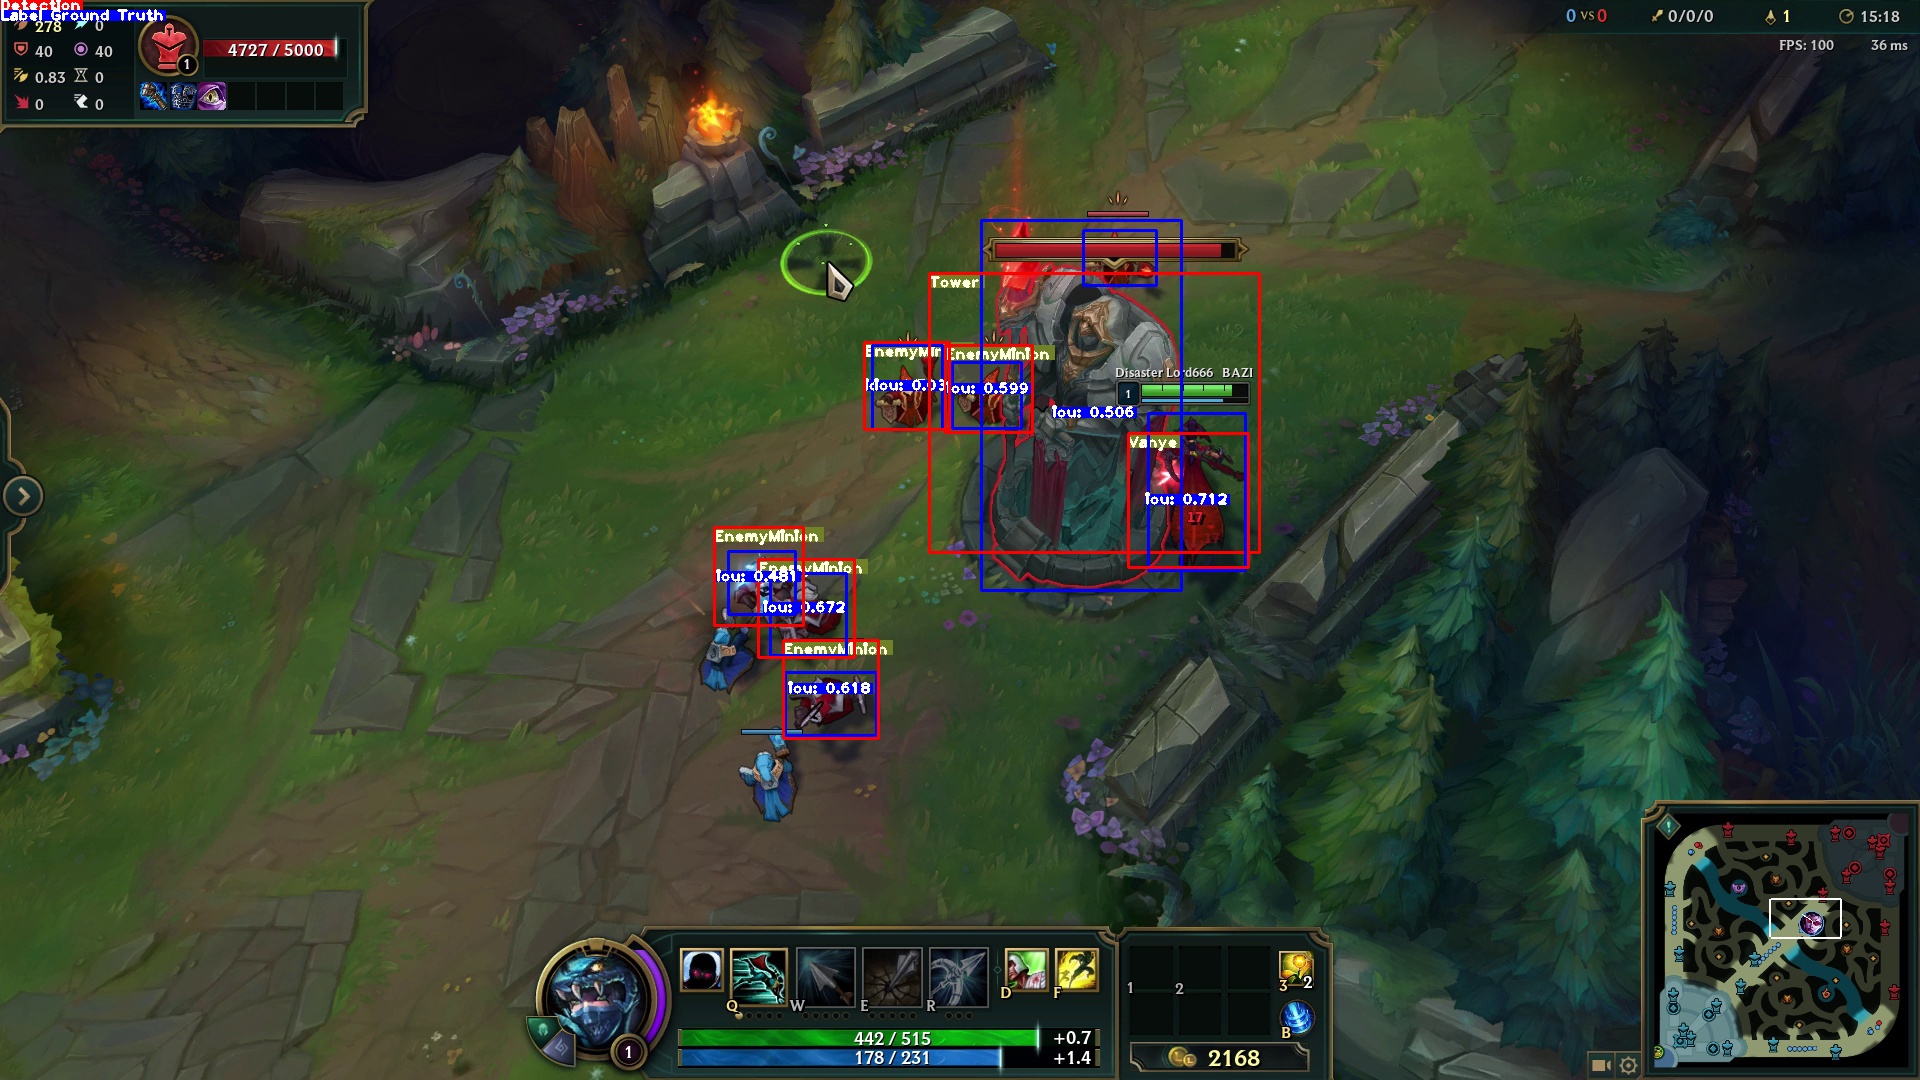 Detection
Label Ground Truth
278 0
40 40
0.83 0
0 0
1
4727 / 5000
0 VS 0
0/0/0
1
15:18
FPS: 100 36 ms
Tower
EnemyMin
EnemyMinion
Iou: 0.03
Iou: 0.599
Disaster Lord666 BAZI
1
Iou: 0.506
Vanye
Iou: 0.712
17
EnemyMinion
EnemyMinion
Iou: 0.481
Iou: 0.672
EnemyMinion
Iou: 0.618
Q W E R D F
1 2 3 2
B
1
442 / 515 +0.7
178 / 231 +1.4
2168